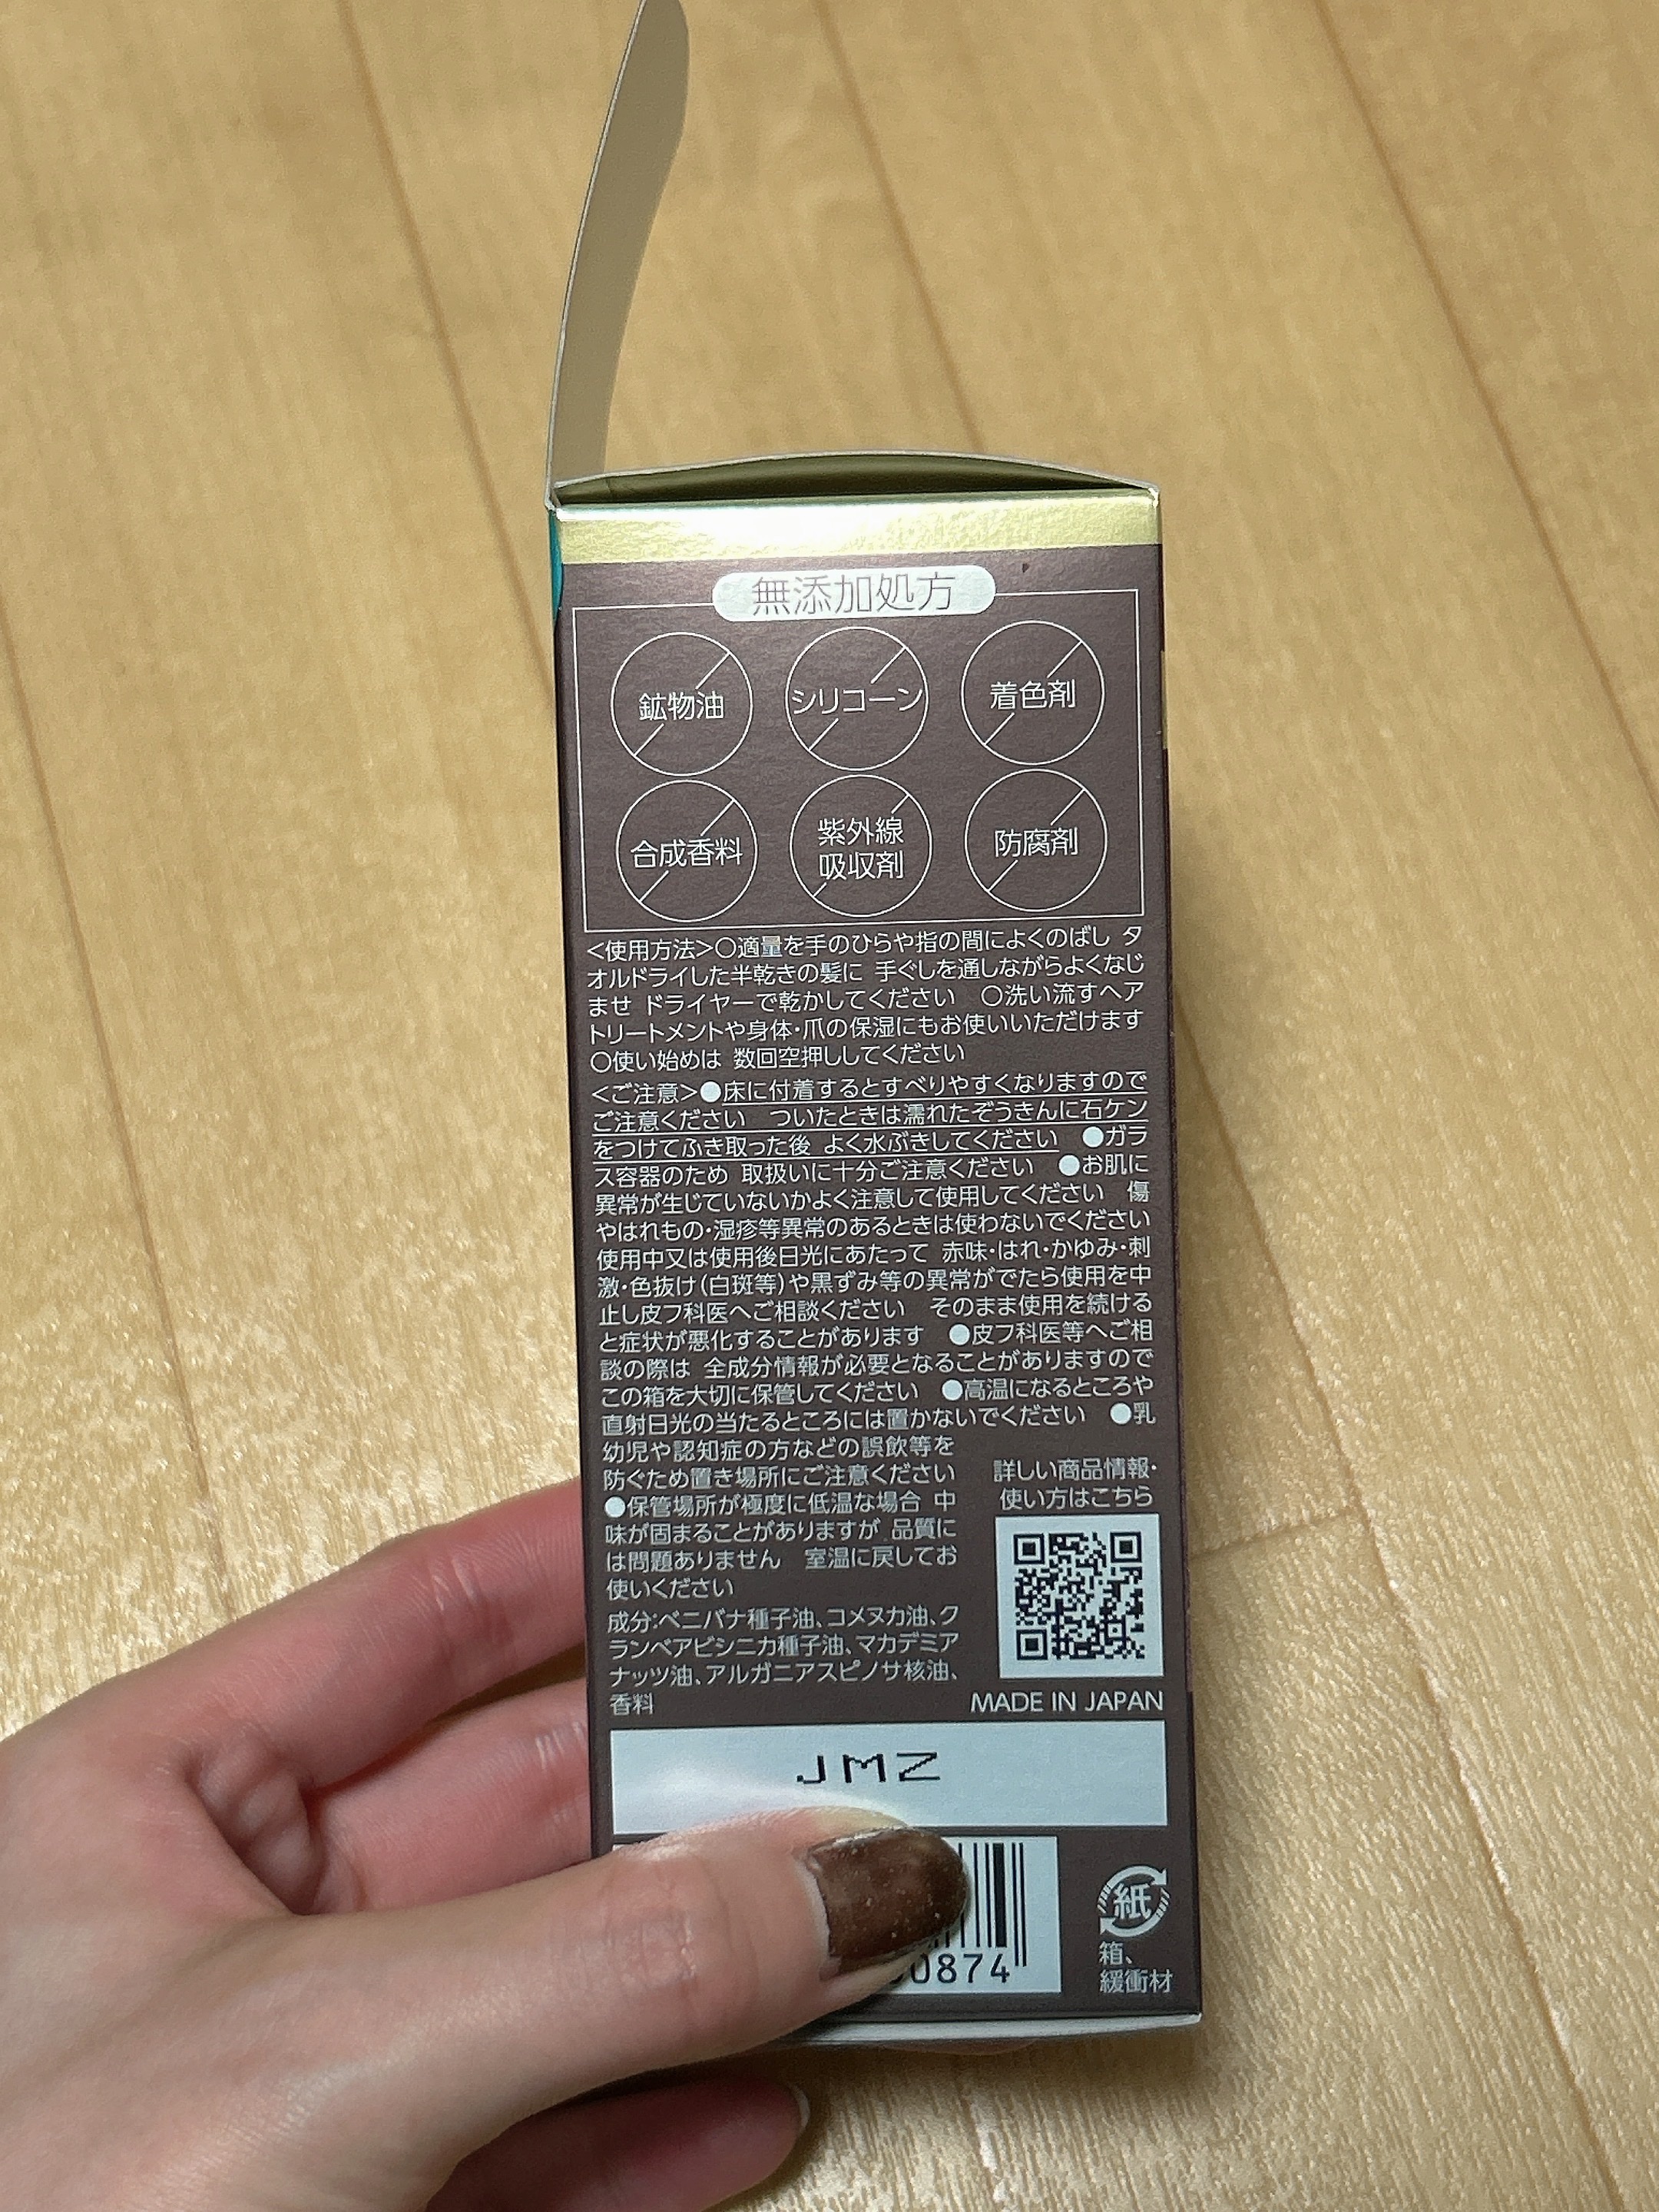 無添加処方
鉱物油
シリコーン
着色剤
合成香料
紫外線
吸収剤
防腐剤
<使用方法>○適量を手のひらや指の間によくのばし タ
オルドライした半乾きの髪に 手ぐしを通しながらよくなじ
ませ ドライヤーで乾かしてください ○洗い流すヘア
トリートメントや身体・爪の保湿にもお使いいただけます
○使い始めは 数回空押ししてください
<ご注意>●床に付着するとすべりやすくなりますので
ご注意ください ついたときは濡れたぞうきんに石ケン
をつけてふき取った後 よく水ぶきしてください ●ガラ
ス容器のため 取扱いに十分ご注意ください ●お肌に
異常が生じていないかよく注意して使用してください 傷
やはれもの・湿疹等異常のあるときは使わないでください
使用中又は使用後日光にあたって 赤味・はれ・かゆみ・刺
激・色抜け(白斑等)や黒ずみ等の異常がでたら使用を中
止し皮フ科医へご相談ください そのまま使用を続ける
と症状が悪化することがあります ●皮フ科医等へご相
談の際は 全成分情報が必要となることがありますので
この箱を大切に保管してください ●高温になるところや
直射日光の当たるところには置かないでください ●乳
幼児や認知症の方などの誤飲等を
防ぐため置き場所にご注意ください
●保管場所が極度に低温な場合 中
味が固まることがありますが 品質に
は問題ありません 室温に戻してお
使いください
詳しい商品情報・
使い方はこちら
成分:ベニバナ種子油、コメヌカ油、ク
ランベアビシニカ種子油、マカデミア
ナッツ油、アルガニアスピノサ核油、
香料
MADE IN JAPAN
JMZ
0874
紙
箱、
緩衝材